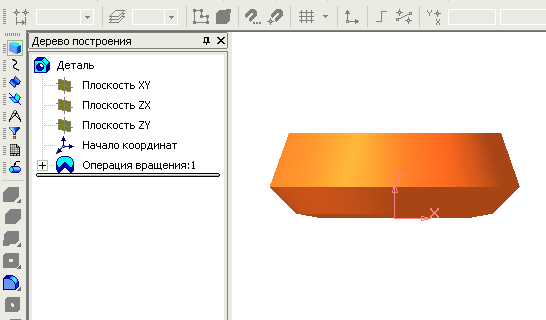 Дерево построения
Деталь
Плоскость XY
Плоскость ZX
Плоскость ZY
Начало координат
Операция вращения:1
Y
X